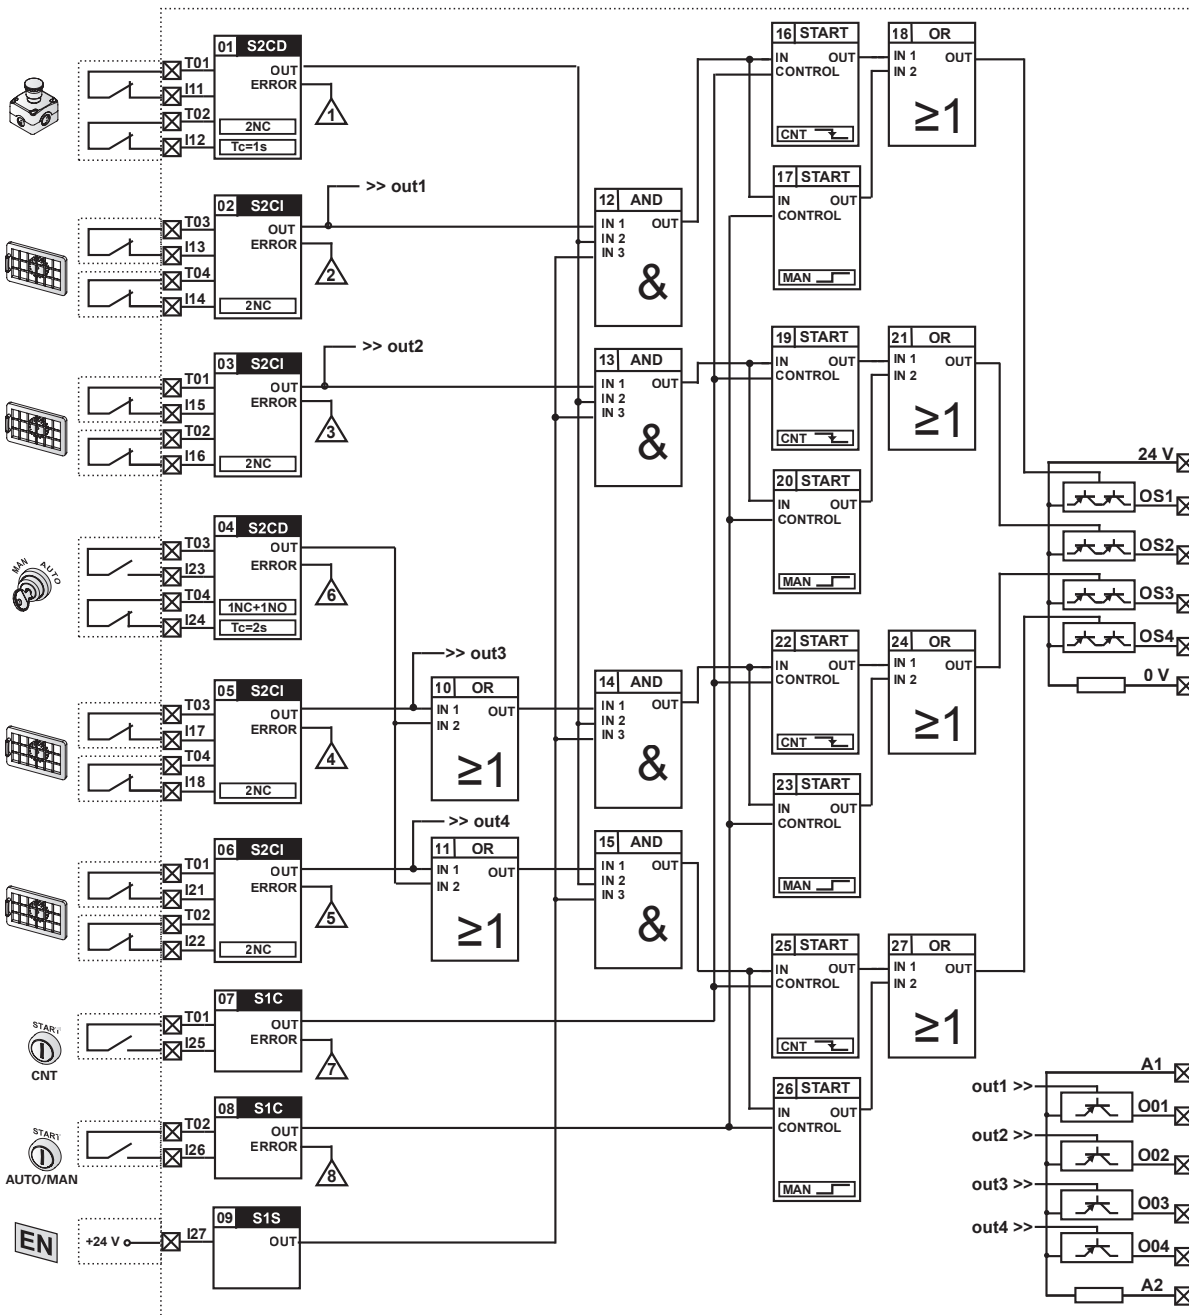 01 S2CD
T01
OUT
ERROR
I11
1
T02
2NC
I12
Tc=1s
02 S2CI
>> out1
T03
OUT
I13
ERROR
2
T04
I14
2NC
03 S2CI
>> out2
T01
OUT
I15
ERROR
3
T02
I16
2NC
04 S2CD
MAN AUTO
T03
OUT
I23
ERROR
6
T04
1NC+1NO
I24
Tc=2s
05 S2CI
>> out3
T03
OUT
I17
ERROR
4
T04
I18
2NC
06 S2CI
>> out4
T01
OUT
I21
ERROR
5
T02
I22
2NC
07 S1C
START
CNT
T01
OUT
I25
ERROR
7
08 S1C
START
AUTO/MAN
T02
OUT
I26
ERROR
8
09 S1S
EN
+24 V
I27
OUT
10 OR
IN 1 OUT
IN 2
≥1
11 OR
IN 1 OUT
IN 2
≥1
12 AND
IN 1 OUT
IN 2
IN 3
&
13 AND
IN 1 OUT
IN 2
IN 3
&
14 AND
IN 1 OUT
IN 2
IN 3
&
15 AND
IN 1 OUT
IN 2
IN 3
&
16 START
IN OUT
CONTROL
CNT
17 START
IN OUT
CONTROL
MAN
18 OR
IN 1 OUT
IN 2
≥1
19 START
IN OUT
CONTROL
CNT
20 START
IN OUT
CONTROL
MAN
21 OR
IN 1 OUT
IN 2
≥1
22 START
IN OUT
CONTROL
CNT
23 START
IN OUT
CONTROL
MAN
24 OR
IN 1 OUT
IN 2
≥1
25 START
IN OUT
CONTROL
CNT
26 START
IN OUT
CONTROL
MAN
27 OR
IN 1 OUT
IN 2
≥1
24 V
OS1
OS2
OS3
OS4
0 V
A1
out1 >>
O01
out2 >>
O02
out3 >>
O03
out4 >>
O04
A2